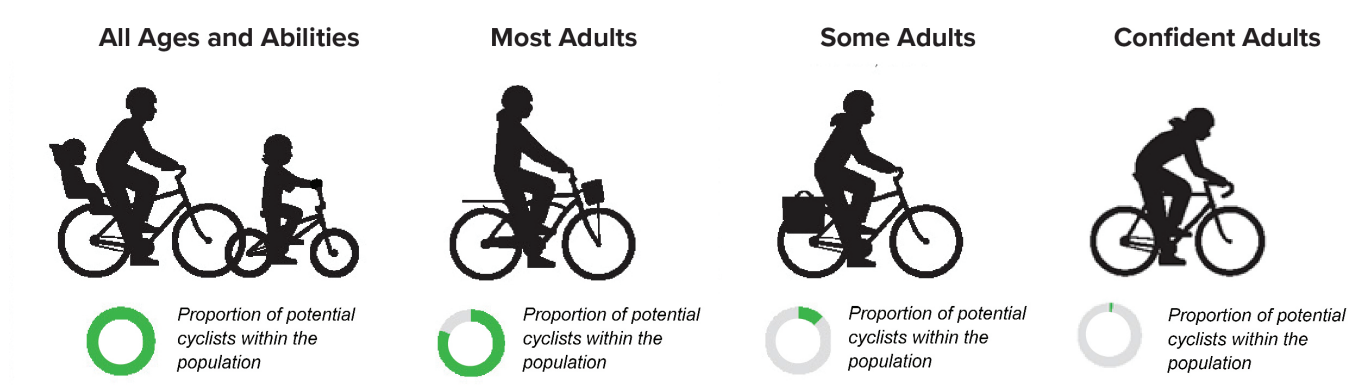 All Ages and Abilities
Most Adults
Some Adults
Confident Adults
Proportion of potential
cyclists within the
population
Proportion of potential
cyclists within the
population
Proportion of potential
cyclists within the
population
Proportion of potential
cyclists within the
population